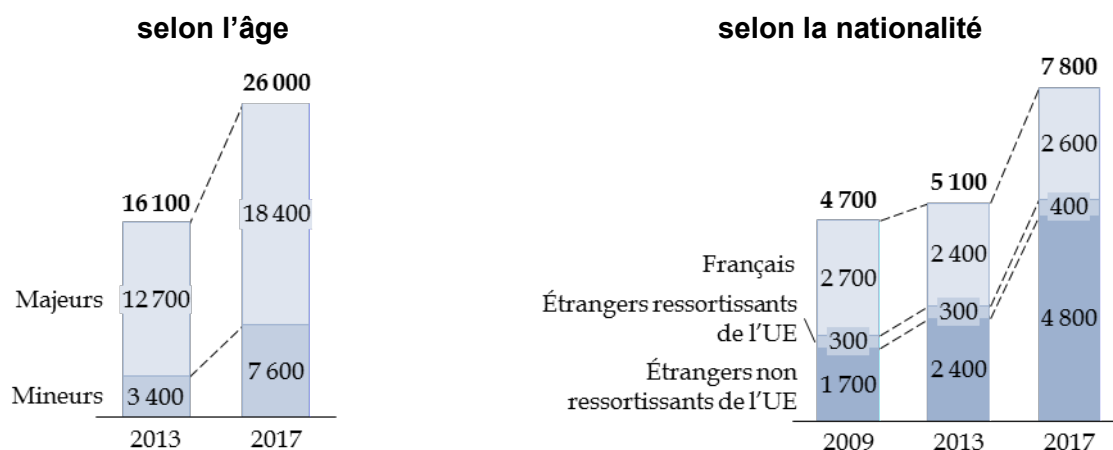 selon l’âge
26 000
16 100
18 400
Majeurs
12 700
7 600
Mineurs
3 400
2013
2017
selon la nationalité
7 800
2 600
5 100
4 700
400
Français
2 700
2 400
Étrangers ressortissants
de l’UE
300
300
4 800
Étrangers non
ressortissants de l’UE
1 700
2 400
2009
2013
2017